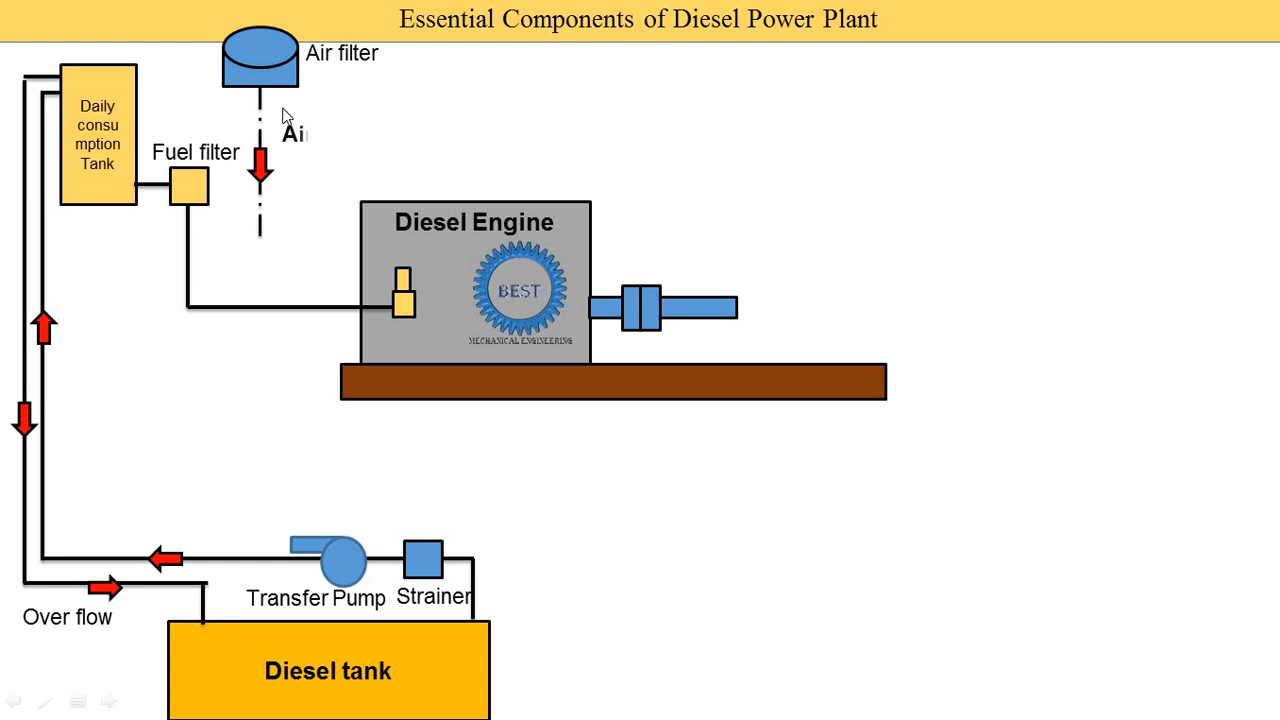 Essential Components of Diesel Power Plant
Air filter
Daily
consu
mption
Tank
Ai
Fuel filter
Diesel Engine
BEST
MECHANICAL ENGINEERING
Transfer Pump
Strainer
Over flow
Diesel tank